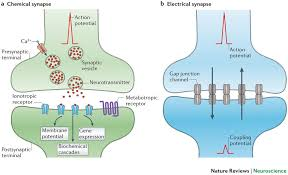 a Chemical synapse
Action
potential
Ca²⁺
Presynaptic
terminal
Synaptic
vesicle
Neurotransmitter
Ionotropic
receptor
Metabotropic
receptor
Membrane
potential
Gene
expression
Biochemical
cascades
Postsynaptic
terminal
b Electrical synapse
Action
potential
Gap junction
channel
Coupling
potential
Nature Reviews | Neuroscience